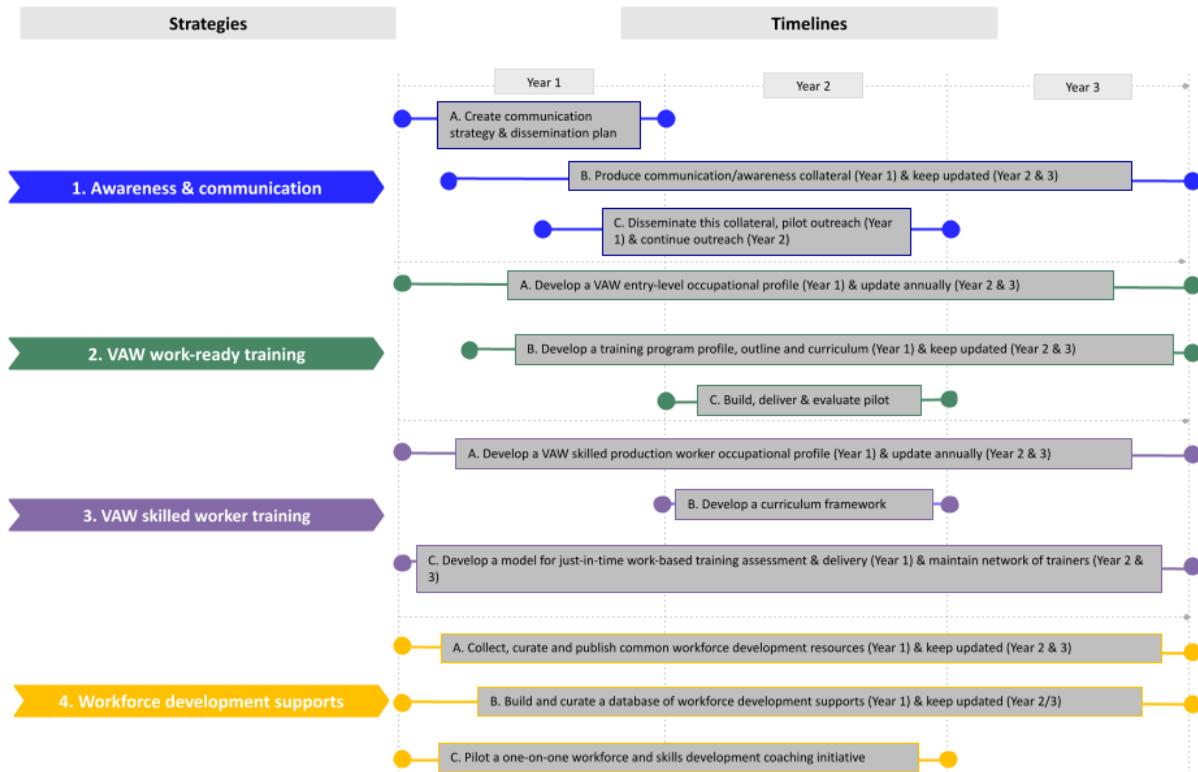 Strategies
Timelines
Year 1
Year 2
Year 3
A. Create communication
strategy & dissemination plan
1. Awareness & communication
B. Produce communication/awareness collateral (Year 1) & keep updated (Year 2 & 3)
C. Disseminate this collateral, pilot outreach (Year
1) & continue outreach (Year 2)
A. Develop a VAW entry-level occupational profile (Year 1) & update annually (Year 2 & 3)
2. VAW work-ready training
B. Develop a training program profile, outline and curriculum (Year 1) & keep updated (Year 2 & 3)
C. Build, deliver & evaluate pilot
A. Develop a VAW skilled production worker occupational profile (Year 1) & update annually (Year 2 & 3)
3. VAW skilled worker training
B. Develop a curriculum framework
C. Develop a model for just-in-time work-based training assessment & delivery (Year 1) & maintain network of trainers (Year 2 &
3)
A. Collect, curate and publish common workforce development resources (Year 1) & keep updated (Year 2 & 3)
4. Workforce development supports
B. Build and curate a database of workforce development supports (Year 1) & keep updated (Year 2/3)
C. Pilot a one-on-one workforce and skills development coaching initiative